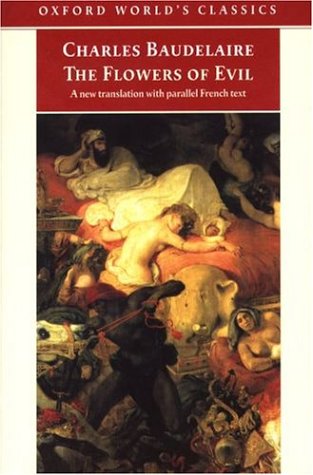 OXFORD WORLD'S CLASSICS
CHARLES BAUDELAIRE
THE FLOWERS OF EVIL
A new translation with parallel French text